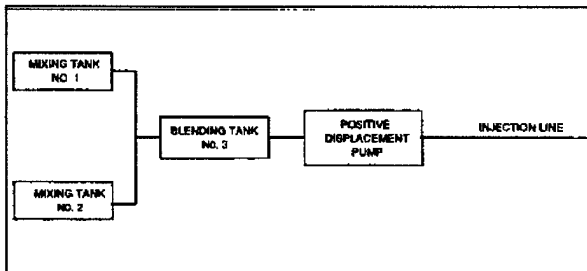 MIXING TANK
NO. 1
BLENDING TANK
NO. 3
POSITIVE
DISPLACEMENT
PUMP
INJECTION LINE
MIXING TANK
NO. 2